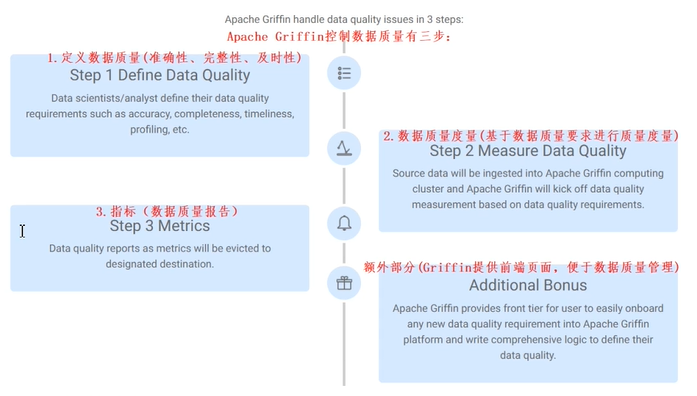 Apache Griffin handle data quality issues in 3 steps:
Apache Griffin控制数据质量有三步：
1.定义数据质量(准确性、完整性、及时性)
Step 1 Define Data Quality
Data scientists/analyst define their data quality
requirements such as accuracy, completeness, timeliness,
profiling, etc.
2.数据质量度量(基于数据质量要求进行质量度量)
Step 2 Measure Data Quality
Source data will be ingested into Apache Griffin computing
cluster and Apache Griffin will kick off data quality
measurement based on data quality requirements.
3.指标（数据质量报告）
Step 3 Metrics
Data quality reports as metrics will be evicted to
designated destination.
额外部分(Griffin提供前端页面，便于数据质量管理)
Additional Bonus
Apache Griffin provides front tier for user to easily onboard
any new data quality requirement into Apache Griffin
platform and write comprehensive logic to define their
data quality.